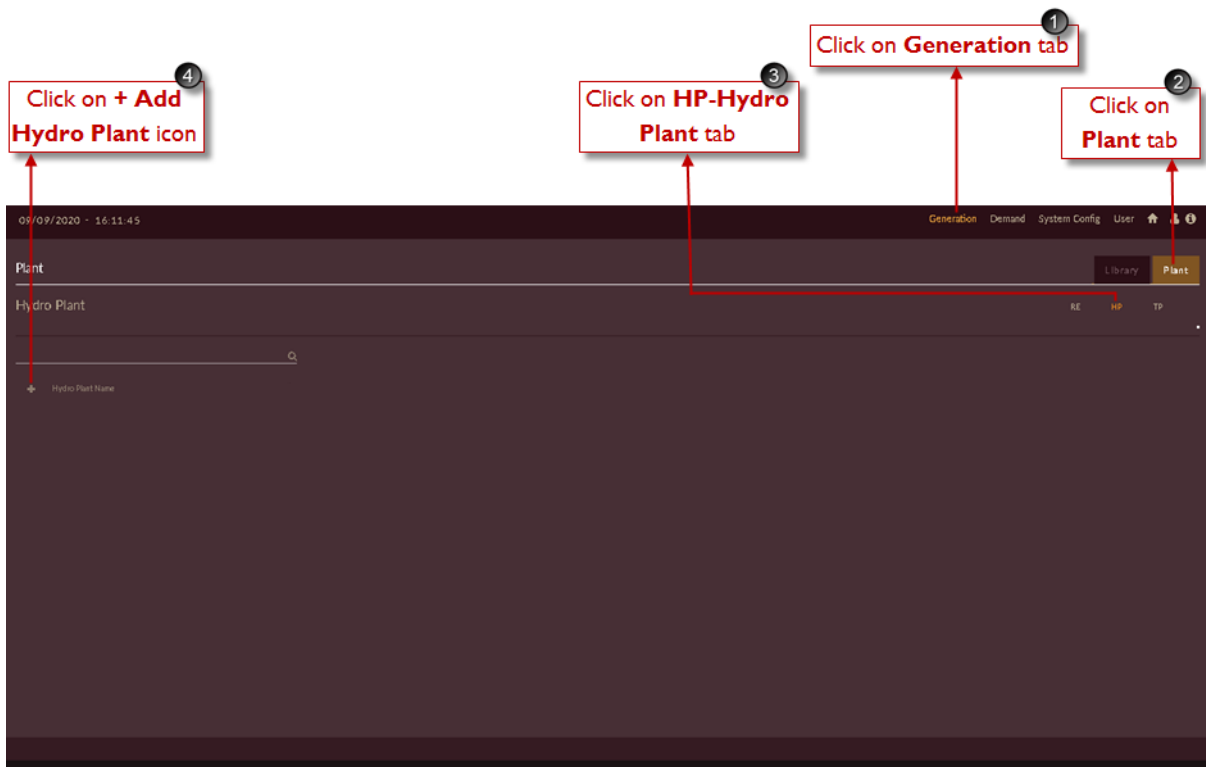 1
Click on Generation tab
4
Click on + Add
Hydro Plant icon
3
Click on HP-Hydro
Plant tab
2
Click on
Plant tab
09/09/2020 - 16:11:45
Generation Demand System Config User
Plant
Library Plant
Hydro Plant
RE HP TP
Hydro Plant Name